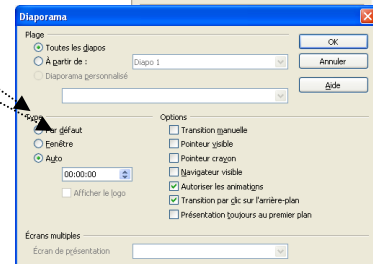 Diaporama
Plage
Toutes les diapos
À partir de :
Diapo 1
Diaporama personnalisé
OK
Annuler
Aide
Type
Par défaut
Fenêtre
Auto
00:00:00
Afficher le logo
Options
Transition manuelle
Pointeur visible
Pointeur crayon
Navigateur visible
Autoriser les animations
Transition par clic sur l'arrière-plan
Présentation toujours au premier plan
Écrans multiples
Écran de présentation